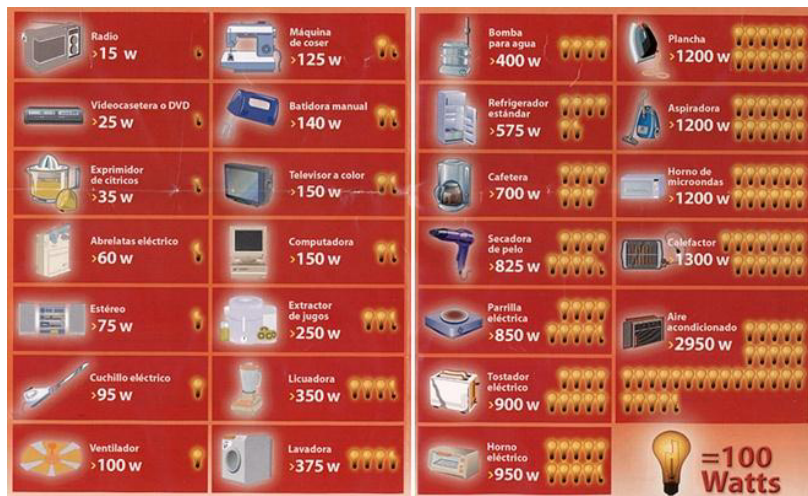 Radio
›15 w
Videocasetera o DVD
›25 w
Exprimidor
de cítricos
›35 w
Abrelatas eléctrico
›60 w
Estéreo
›75 w
Cuchillo eléctrico
›95 w
Ventilador
›100 w
Máquina
de coser
›125 w
Batidora manual
›140 w
Televisor a color
›150 w
Computadora
›150 w
Extractor
de jugos
›250 w
Licuadora
›350 w
Lavadora
›375 w
Bomba
para agua
›400 w
Refrigerador
estándar
›575 w
Cafetera
›700 w
Secadora
de pelo
›825 w
Parrilla
eléctrica
›850 w
Tostador
eléctrico
›900 w
Horno
eléctrico
›950 w
Plancha
›1200 w
Aspiradora
›1200 w
Horno de
microondas
›1200 w
Calefactor
›1300 w
Aire
acondicionado
›2950 w
=100
Watts